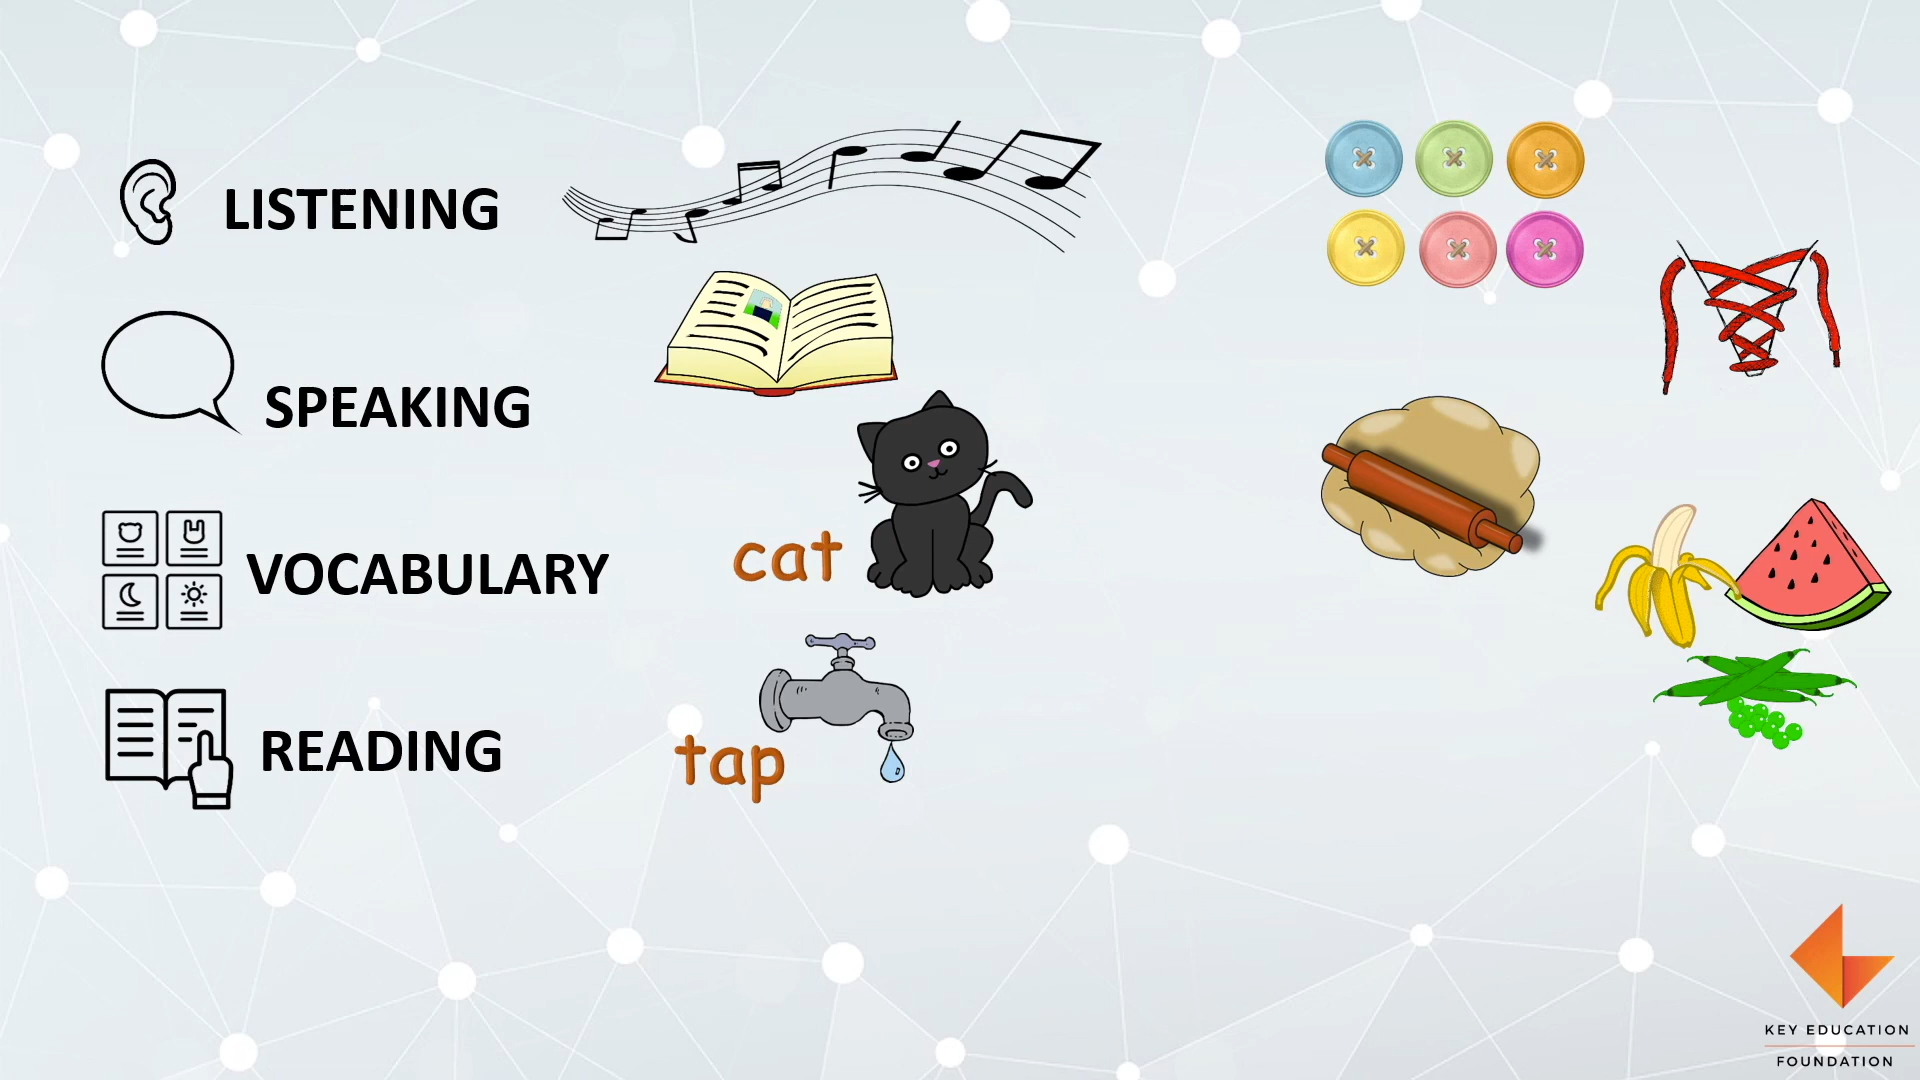 LISTENING
SPEAKING
VOCABULARY
cat
READING
tap
KEY EDUCATION
FOUNDATION